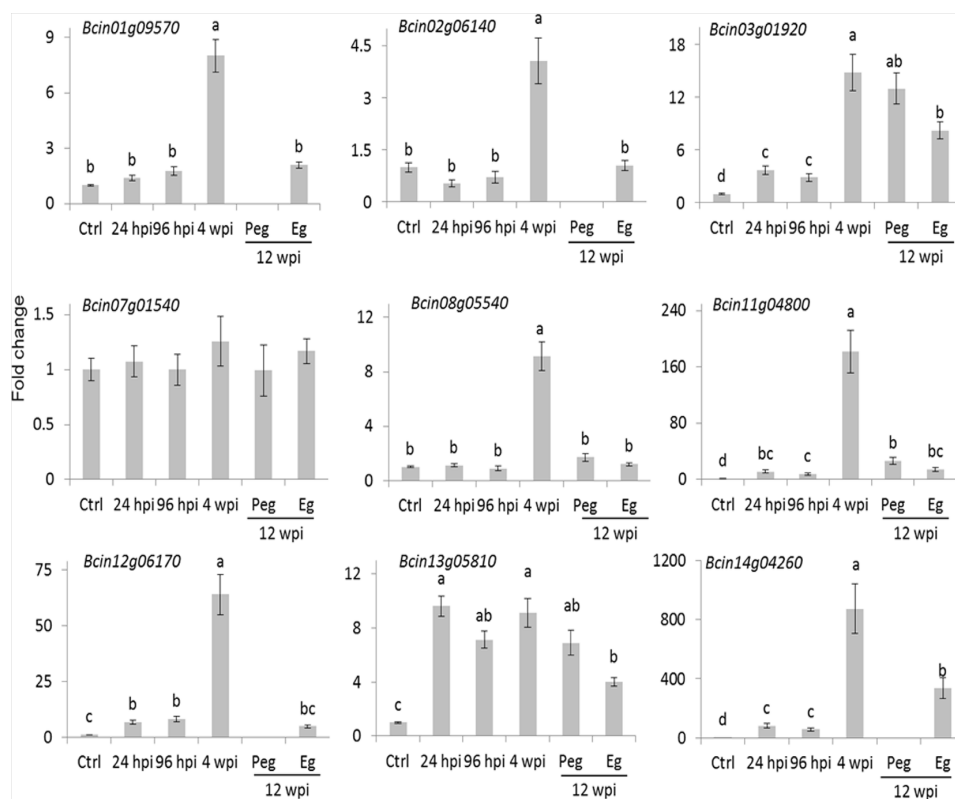 Fold change
Bcin01g09570
9
6
3
0
b
b
b
a
b
Ctrl 24 hpi 96 hpi 4 wpi Peg Eg
12 wpi
Bcin02g06140
4.5
3
1.5
0
b
b
b
a
b
Ctrl 24 hpi 96 hpi 4 wpi Peg Eg
12 wpi
Bcin03g01920
18
12
6
0
d
c
c
a
ab
b
Ctrl 24 hpi 96 hpi 4 wpi Peg Eg
12 wpi
Bcin07g01540
1.5
1
0.5
0
Ctrl 24 hpi 96 hpi 4 wpi Peg Eg
12 wpi
Bcin08g05540
12
8
4
0
b
b
b
a
b
b
Ctrl 24 hpi 96 hpi 4 wpi Peg Eg
12 wpi
Bcin11g04800
240
160
80
0
d
bc
c
a
b
bc
Ctrl 24 hpi 96 hpi 4 wpi Peg Eg
12 wpi
Bcin12g06170
75
50
25
0
c
b
b
a
bc
Ctrl 24 hpi 96 hpi 4 wpi Peg Eg
12 wpi
Bcin13g05810
12
8
4
0
c
a
ab
a
ab
b
Ctrl 24 hpi 96 hpi 4 wpi Peg Eg
12 wpi
Bcin14g04260
1200
800
400
0
d
c
c
a
b
Ctrl 24 hpi 96 hpi 4 wpi Peg Eg
12 wpi